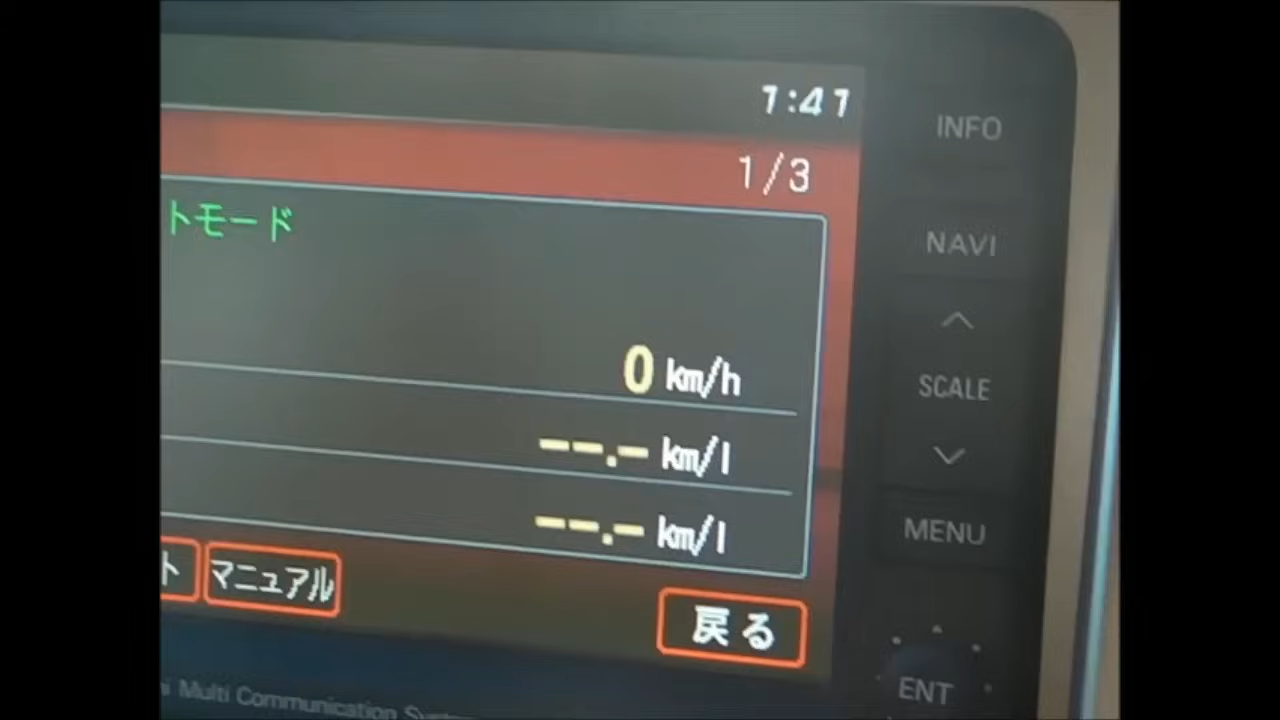 1:41
1/3
トモード
0 km/h
--.- km/l
--.- km/l
ト マニュアル 戻る
INFO
NAVI
SCALE
MENU
ENT
Multi Communication